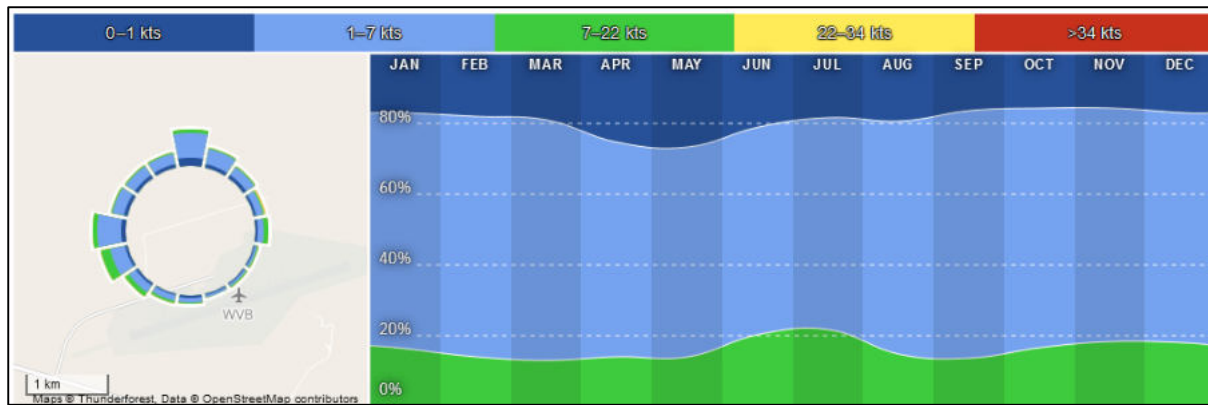 0–1 kts 1–7 kts 7–22 kts 22–34 kts >34 kts
JAN FEB MAR APR MAY JUN JUL AUG SEP OCT NOV DEC
80%
60%
40%
20%
0%
WVB
1 km
Maps © Thunderforest, Data © OpenStreetMap contributors